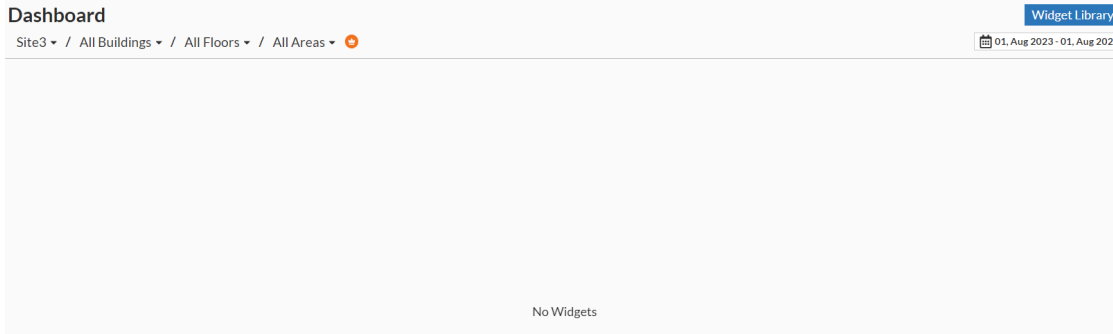 Dashboard
Widget Library
Site3 / All Buildings / All Floors / All Areas
01, Aug 2023 - 01, Aug 202
No Widgets